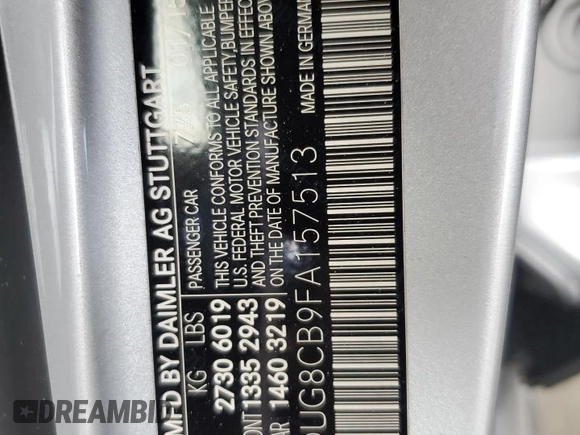 MFD BY DAIMLER AG STUTTGART
KG LBS PASSENGER CAR
2730 6019 THIS VEHICLE CONFORMS TO ALL APPLICABLE
U.S. FEDERAL MOTOR VEHICLE SAFETY, BUMPER
1335 2943 AND THEFT PREVENTION STANDARDS IN EFFECT
1460 3219 ON THE DATE OF MANUFACTURE SHOWN ABOVE
UG8CB9FA157513 MADE IN GERMANY
DREAMBID